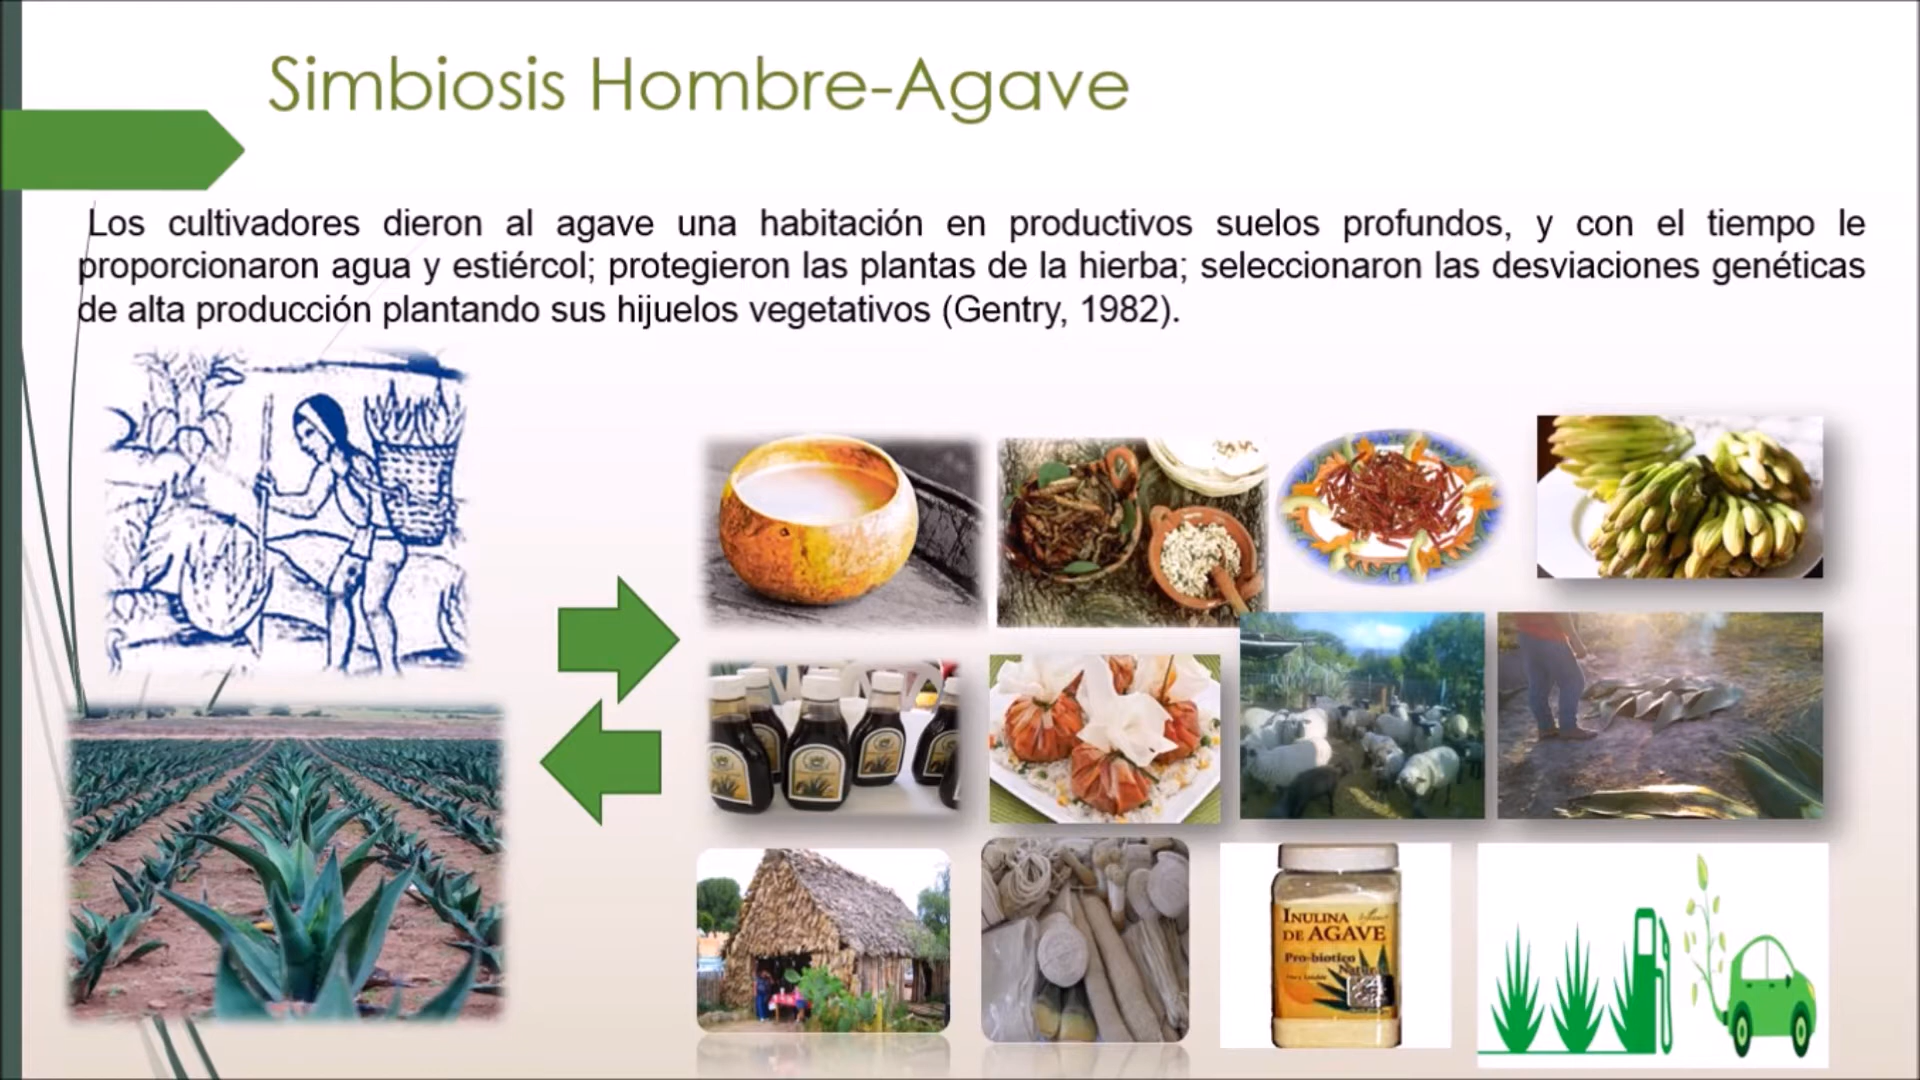 Simbiosis Hombre-Agave
Los cultivadores dieron al agave una habitación en productivos suelos profundos, y con el tiempo le
proporcionaron agua y estiércol; protegieron las plantas de la hierba; seleccionaron las desviaciones genéticas
de alta producción plantando sus hijuelos vegetativos (Gentry, 1982).
INULINA
DE AGAVE
Pro-biotico
Natural